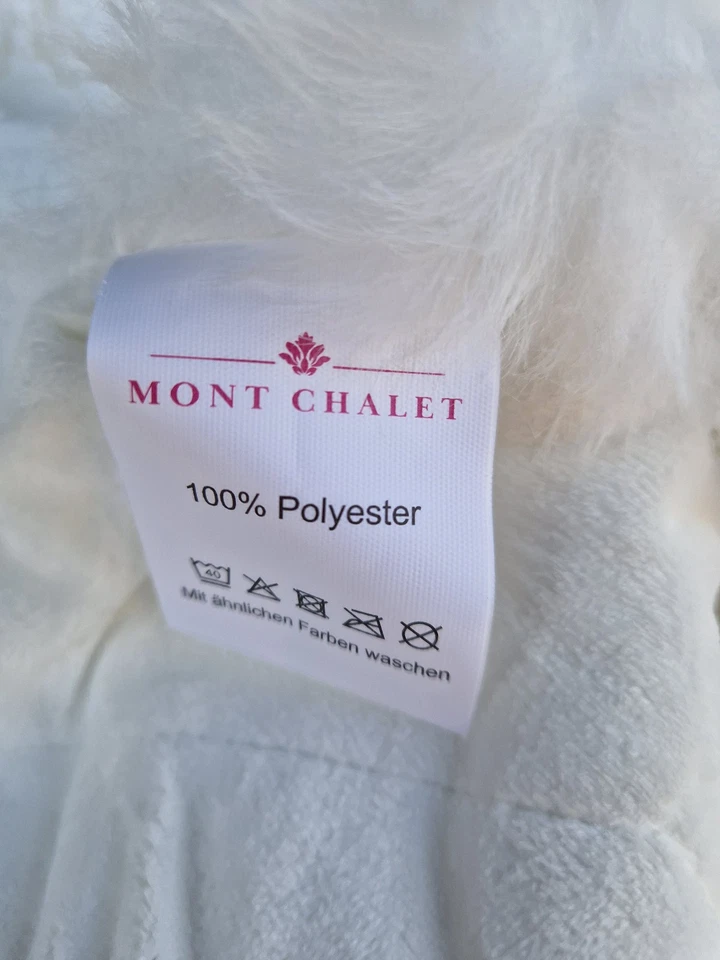 MONT CHALET
100% Polyester
40
Mit ähnlichen Farben waschen